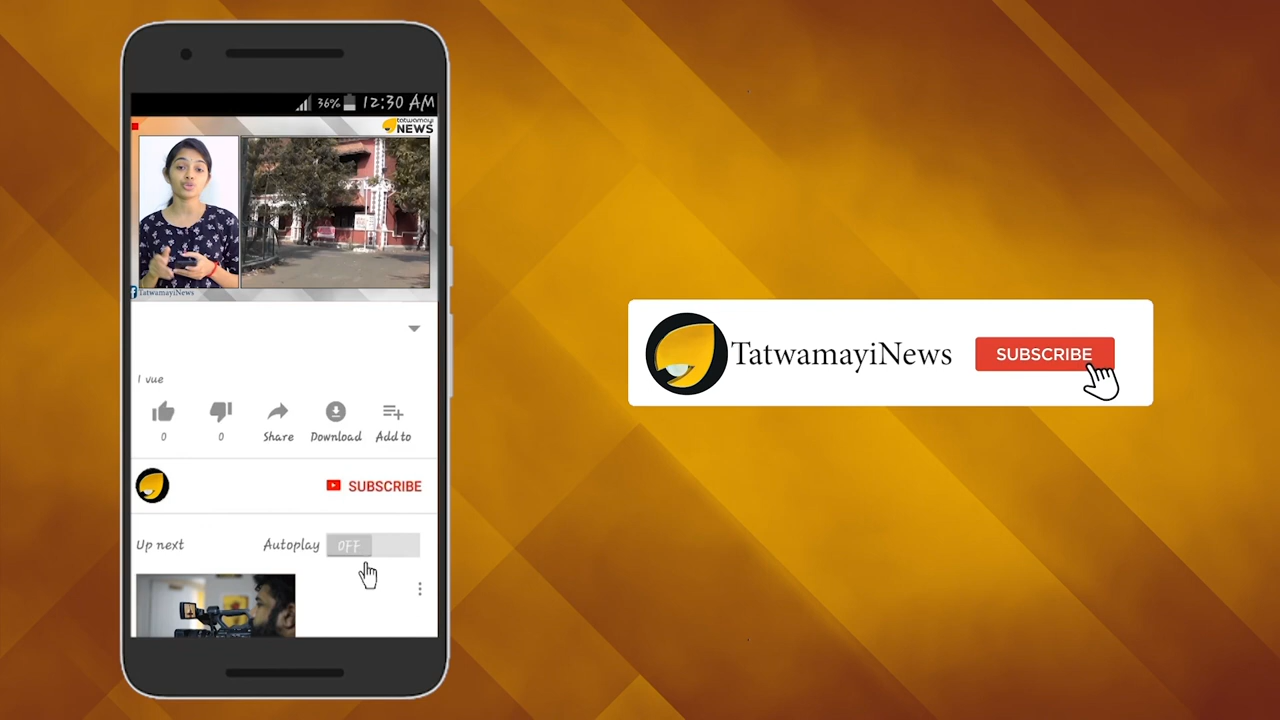 36% 12:30 AM
tatwamayi
NEWS
TatwamayiNews
1 vue
0 0 Share Download Add to
SUBSCRIBE
Up next Autoplay OFF
TatwamayiNews SUBSCRIBE